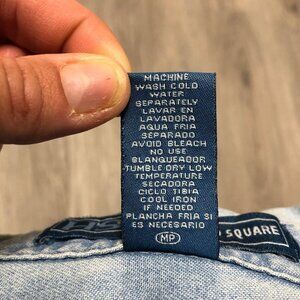 MACHINE
WASH COLD
WATER
SEPARATELY
LAVAR EN
LAVADORA
AQUA FRIA
SEPARADO
AVOID BLEACH
NO USE
BLANQUEADOR
TUMBLE DRY LOW
TEMPERATURE
SECADORA
CICLO TIBIA
COOL IRON
IF NEEDED
PLANCHA FRIA SI
ES NECESARIO
MP
SQUARE